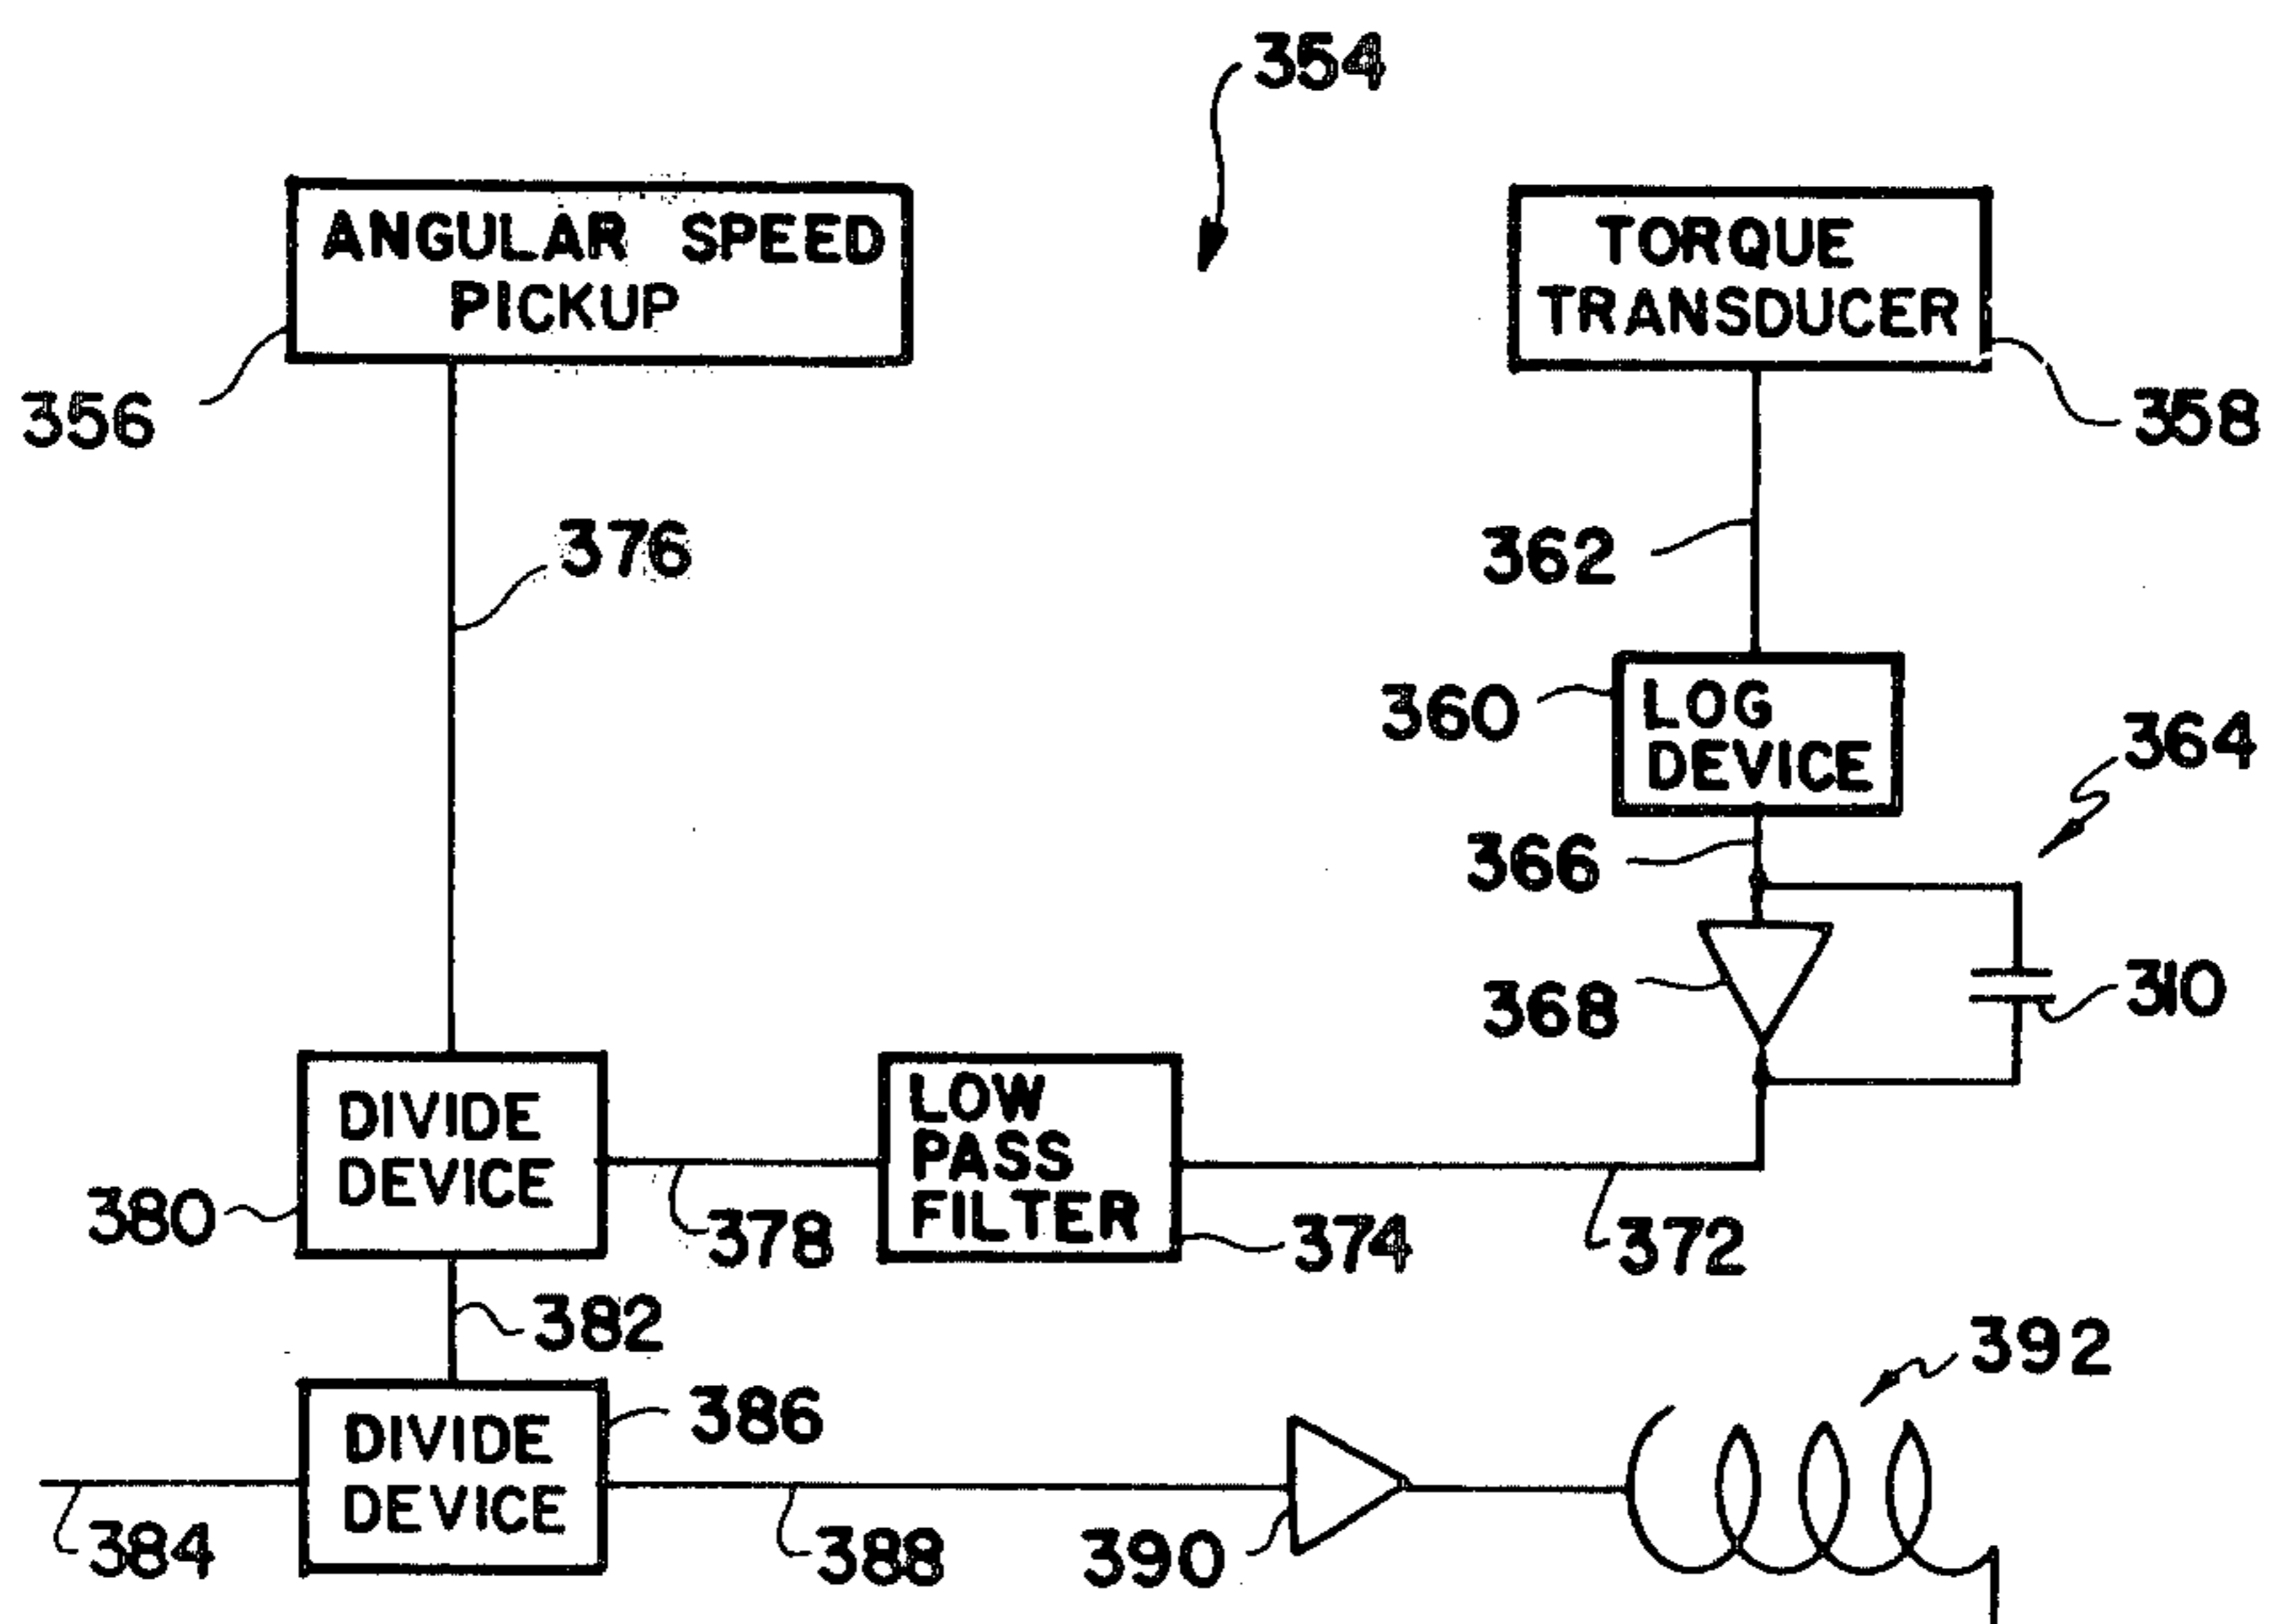 354
ANGULAR SPEED
PICKUP
TORQUE
TRANSDUCER
356
358
376
362
360
LOG
DEVICE
364
366
368
310
DIVIDE
DEVICE
LOW
PASS
FILTER
380
378
374
372
382
392
386
DIVIDE
DEVICE
384
388
390